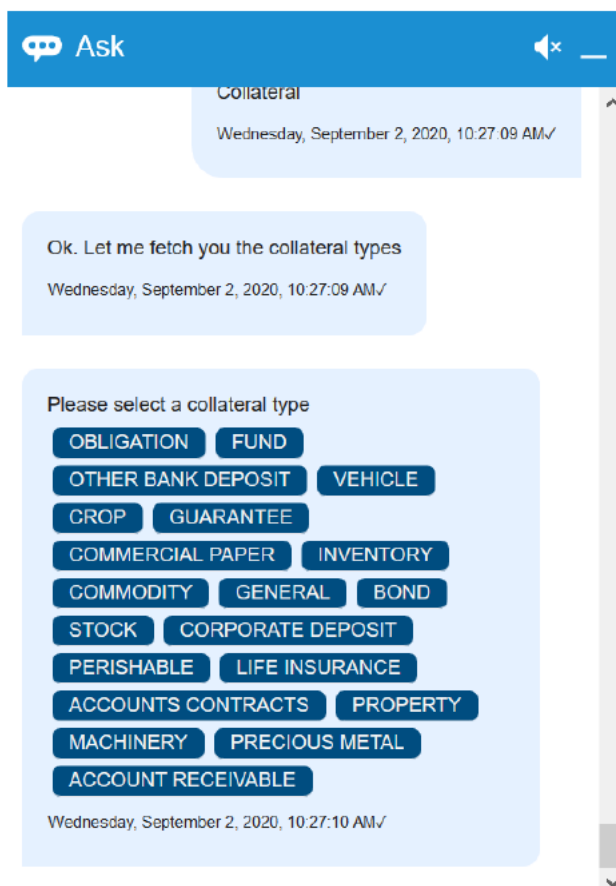 Ask
Collateral
Wednesday, September 2, 2020, 10:27:09 AM✓
Ok. Let me fetch you the collateral types
Wednesday, September 2, 2020, 10:27:09 AM✓
Please select a collateral type
OBLIGATION FUND
OTHER BANK DEPOSIT VEHICLE
CROP GUARANTEE
COMMERCIAL PAPER INVENTORY
COMMODITY GENERAL BOND
STOCK CORPORATE DEPOSIT
PERISHABLE LIFE INSURANCE
ACCOUNTS CONTRACTS PROPERTY
MACHINERY PRECIOUS METAL
ACCOUNT RECEIVABLE
Wednesday, September 2, 2020, 10:27:10 AM✓